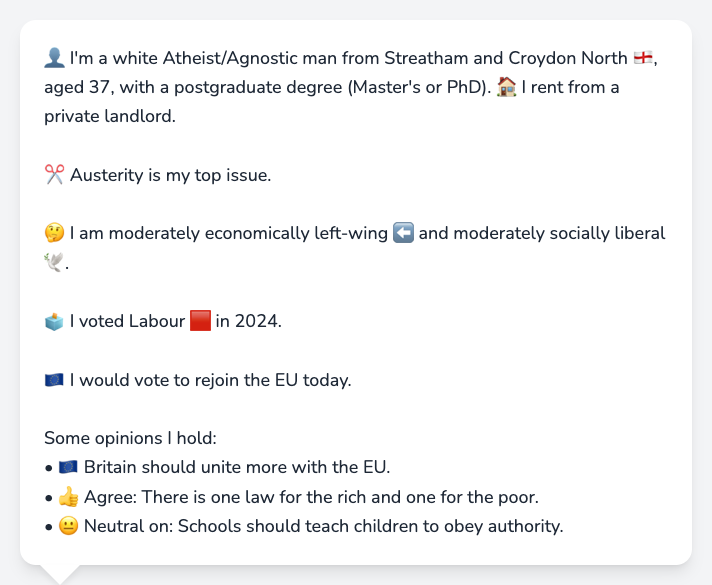 👤 I'm a white Atheist/Agnostic man from Streatham and Croydon North 🏴󠁧󠁢󠁥󠁮󠁧󠁿,
aged 37, with a postgraduate degree (Master's or PhD). 🏠 I rent from a
private landlord.
✂️ Austerity is my top issue.
🤔 I am moderately economically left-wing ⬅️ and moderately socially liberal
🕊️.
🗳️ I voted Labour 🟥 in 2024.
🇪🇺 I would vote to rejoin the EU today.
Some opinions I hold:
• 🇪🇺 Britain should unite more with the EU.
• 👍 Agree: There is one law for the rich and one for the poor.
• 😐 Neutral on: Schools should teach children to obey authority.